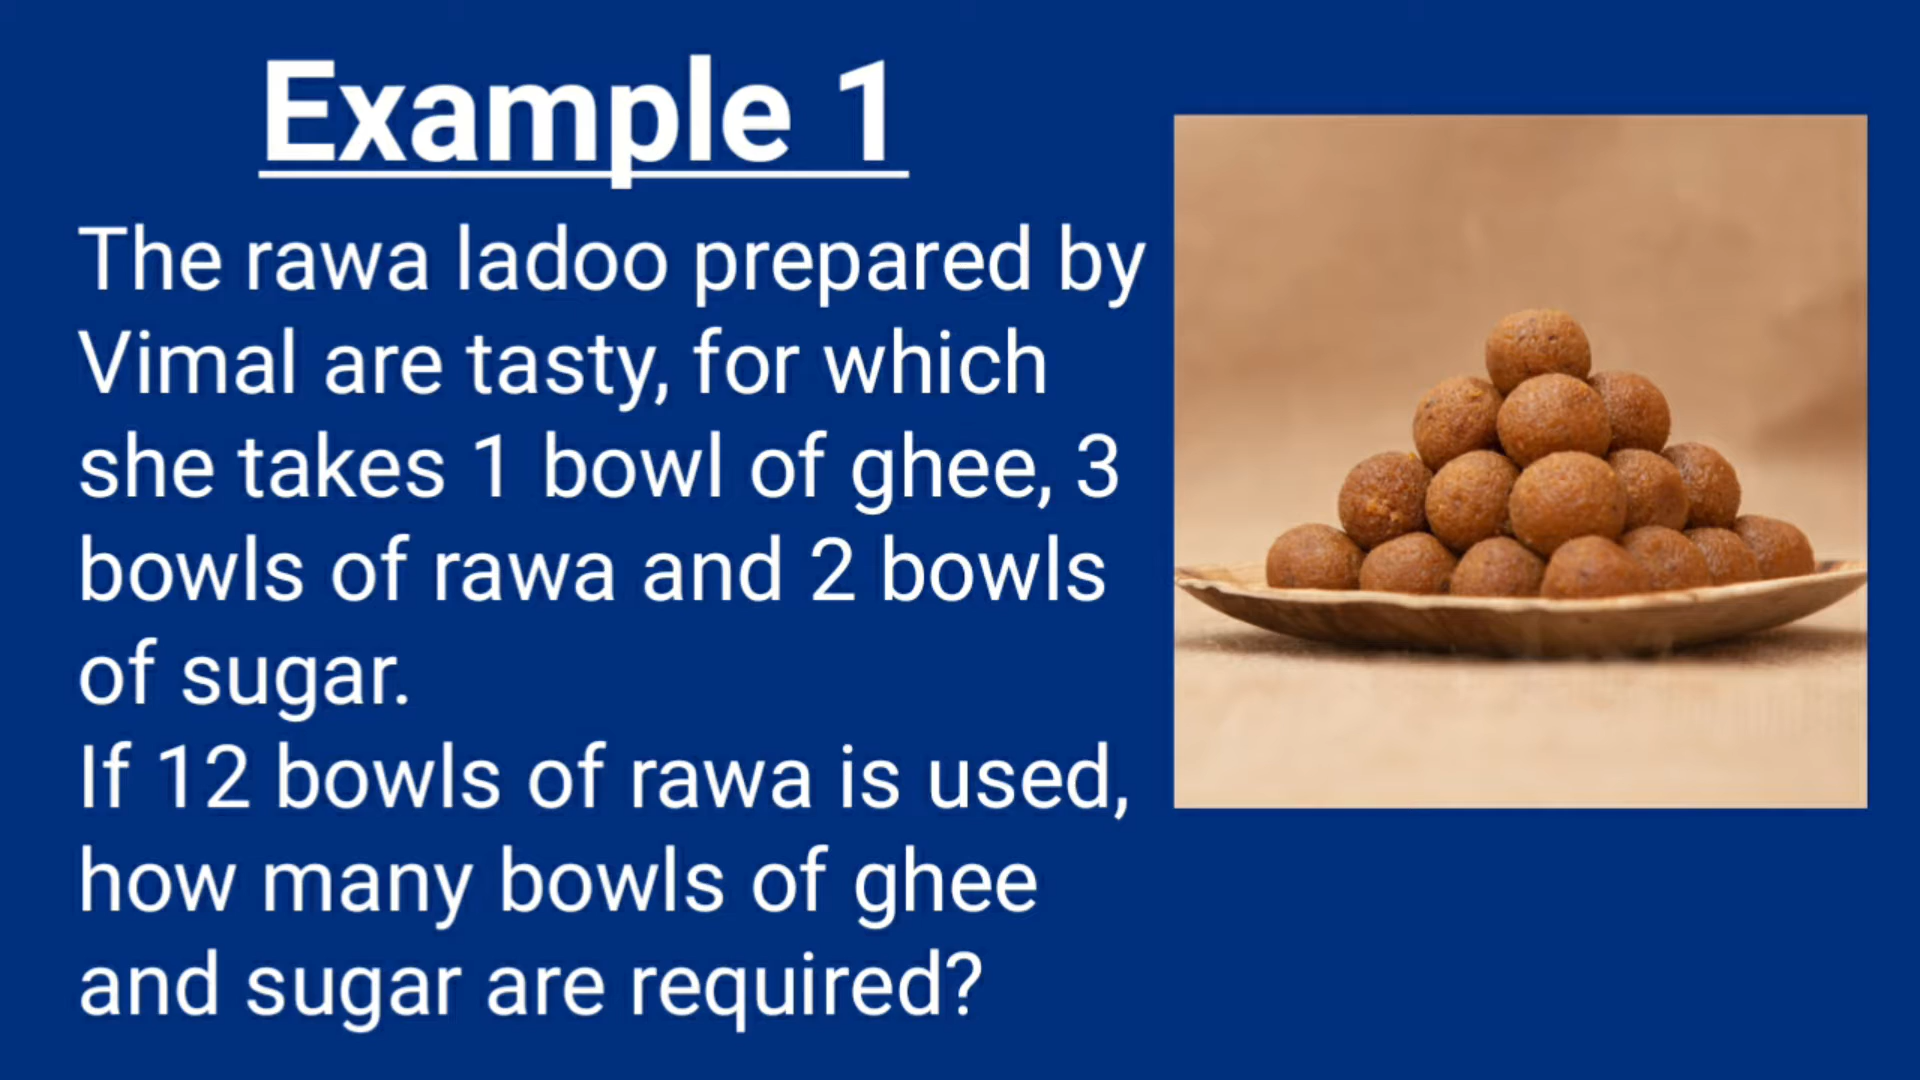 Example 1
The rawa ladoo prepared by
Vimal are tasty, for which
she takes 1 bowl of ghee, 3
bowls of rawa and 2 bowls
of sugar.
If 12 bowls of rawa is used,
how many bowls of ghee
and sugar are required?